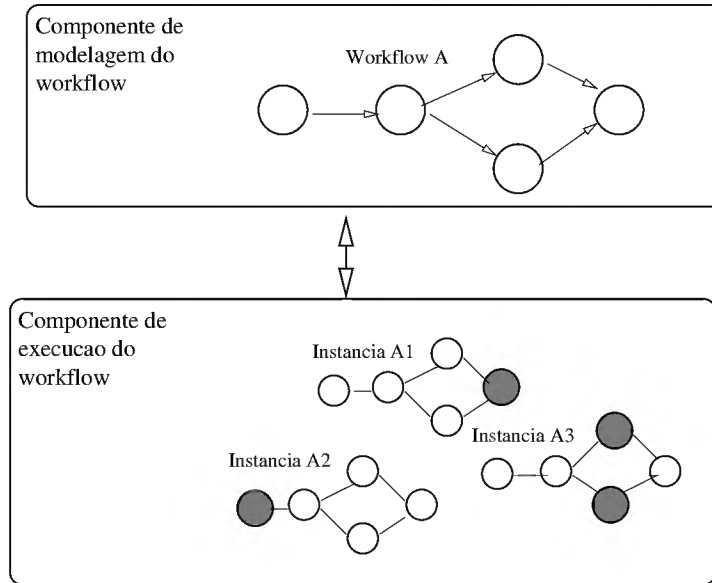 Componente de
modelagem do
workflow
Workflow A
Componente de
execucao do
workflow
Instancia A1
Instancia A3
Instancia A2